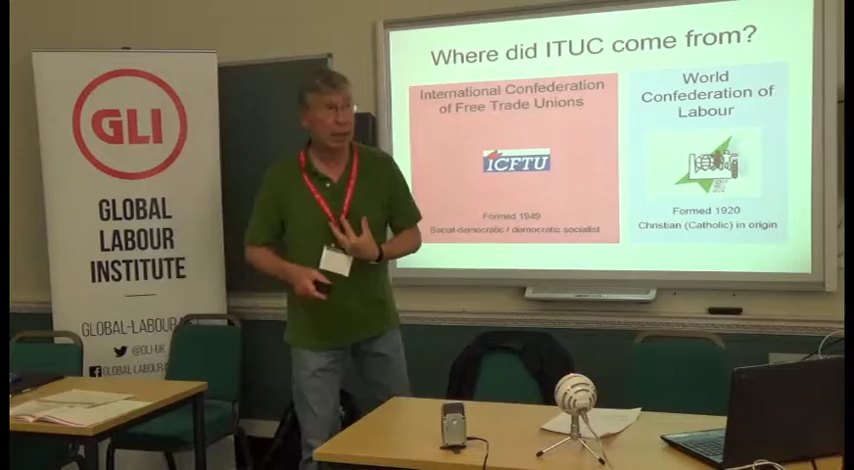 GLI
GLOBAL
LABOUR
INSTITUTE
GLOBAL-LABOUR.
@GLI-UK
GLOBAL LABOUR
Where did ITUC come from?
International Confederation
of Free Trade Unions
ICFTU
Formed 1949
Social-democratic / democratic socialist
World
Confederation of
Labour
Formed 1920
Christian (Catholic) in origin